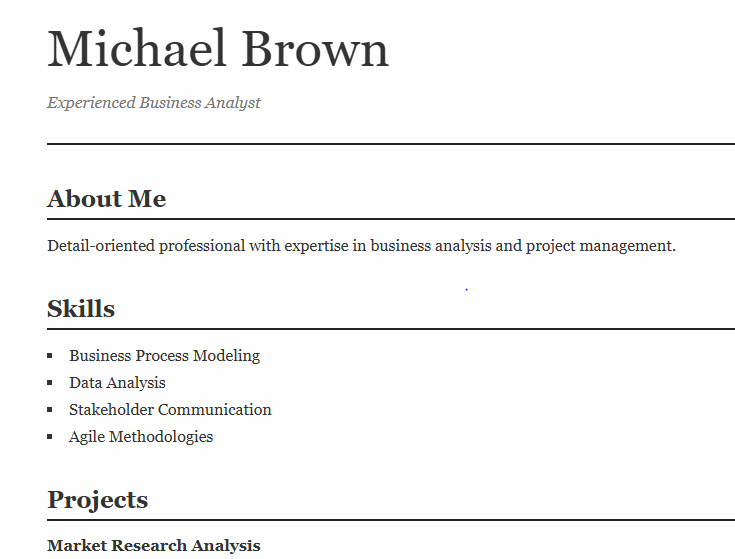 Michael Brown
Experienced Business Analyst
About Me
Detail-oriented professional with expertise in business analysis and project management.
Skills
Business Process Modeling
Data Analysis
Stakeholder Communication
Agile Methodologies
Projects
Market Research Analysis